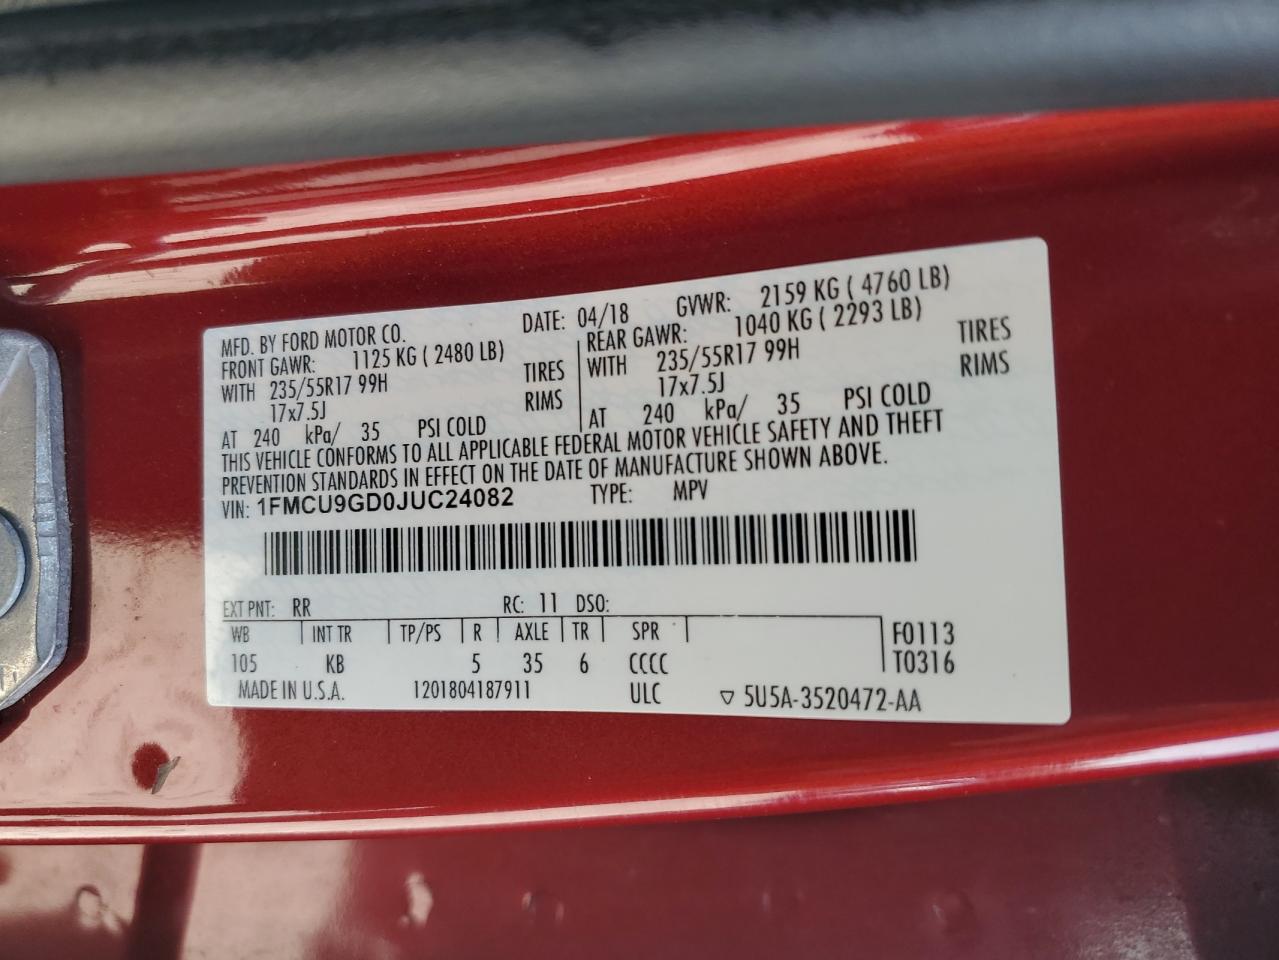 MFD. BY FORD MOTOR CO. DATE: 04/18 GVWR: 2159 KG ( 4760 LB)
FRONT GAWR: 1125 KG ( 2480 LB) REAR GAWR: 1040 KG ( 2293 LB)
WITH 235/55R17 99H TIRES WITH 235/55R17 99H TIRES
17x7.5J RIMS 17x7.5J RIMS
AT 240 kPa/ 35 PSI COLD AT 240 kPa/ 35 PSI COLD
THIS VEHICLE CONFORMS TO ALL APPLICABLE FEDERAL MOTOR VEHICLE SAFETY AND THEFT
PREVENTION STANDARDS IN EFFECT ON THE DATE OF MANUFACTURE SHOWN ABOVE.
VIN: 1FMCU9GD0JUC24082 TYPE: MPV
EXT PNT: RR RC: 11 DSO:
WB INT TR TP/PS R AXLE TR SPR F0113
105 KB 5 35 6 CCCC T0316
MADE IN U.S.A. 1201804187911 ULC ▽ 5U5A-3520472-AA